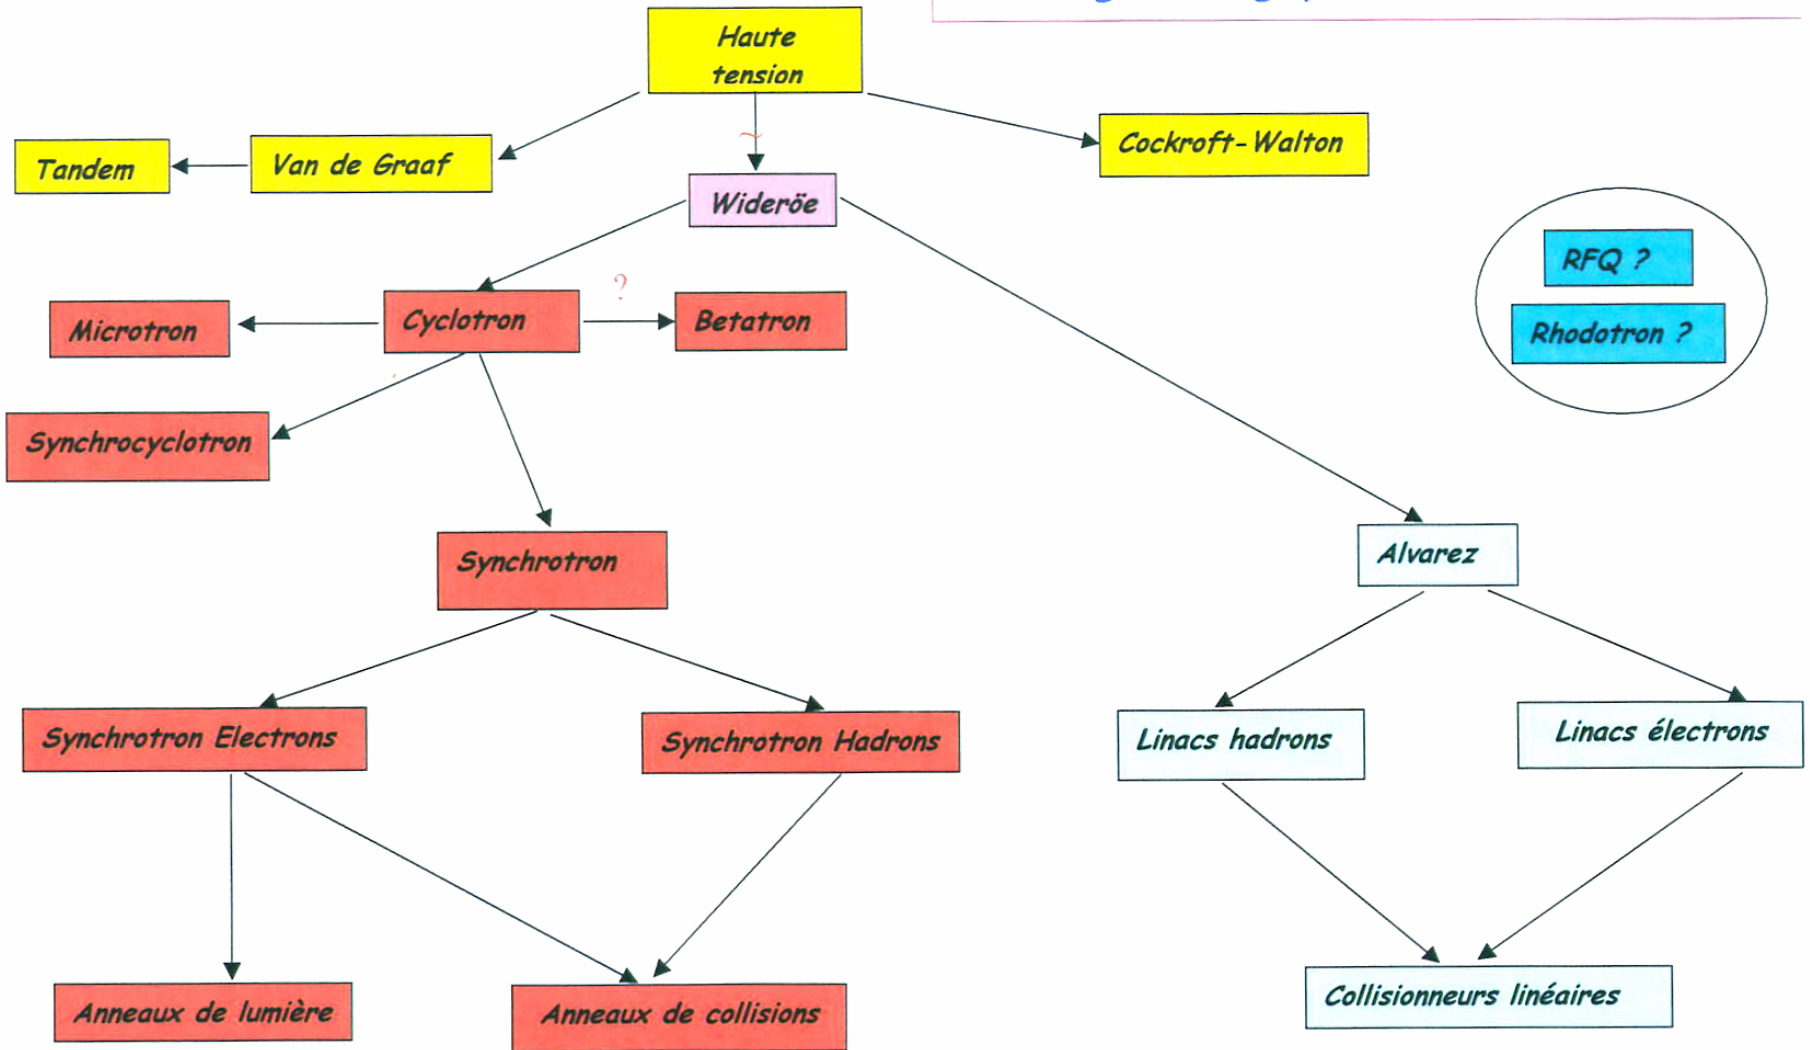 Haute
tension
Tandem
Van de Graaf
Cockroft-Walton
Wideröe
RFQ ?
Rhodotron ?
?
Microtron
Cyclotron
Betatron
Synchrocyclotron
Synchrotron
Alvarez
Synchrotron Electrons
Synchrotron Hadrons
Linacs hadrons
Linacs électrons
Anneaux de lumière
Anneaux de collisions
Collisionneurs linéaires